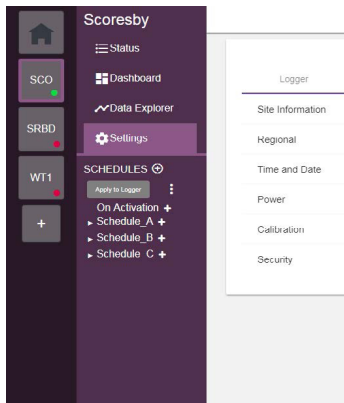 Scoresby
Status
SCO
Dashboard
Data Explorer
SRBD
Settings
WT1
SCHEDULES
Apply to Logger
+
On Activation +
Schedule_A +
Schedule_B +
Schedule_C +
Logger
Site Information
Regional
Time and Date
Power
Calibration
Security